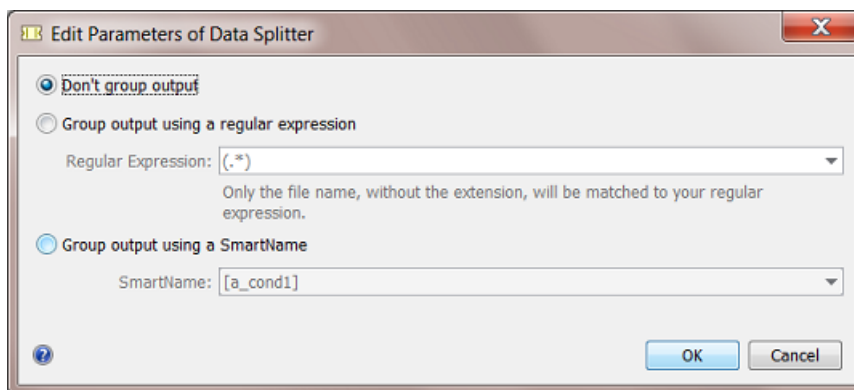 Edit Parameters of Data Splitter
Don't group output
Group output using a regular expression
Regular Expression: (.*)
Only the file name, without the extension, will be matched to your regular
expression.
Group output using a SmartName
SmartName: [a_cond1]
OK Cancel